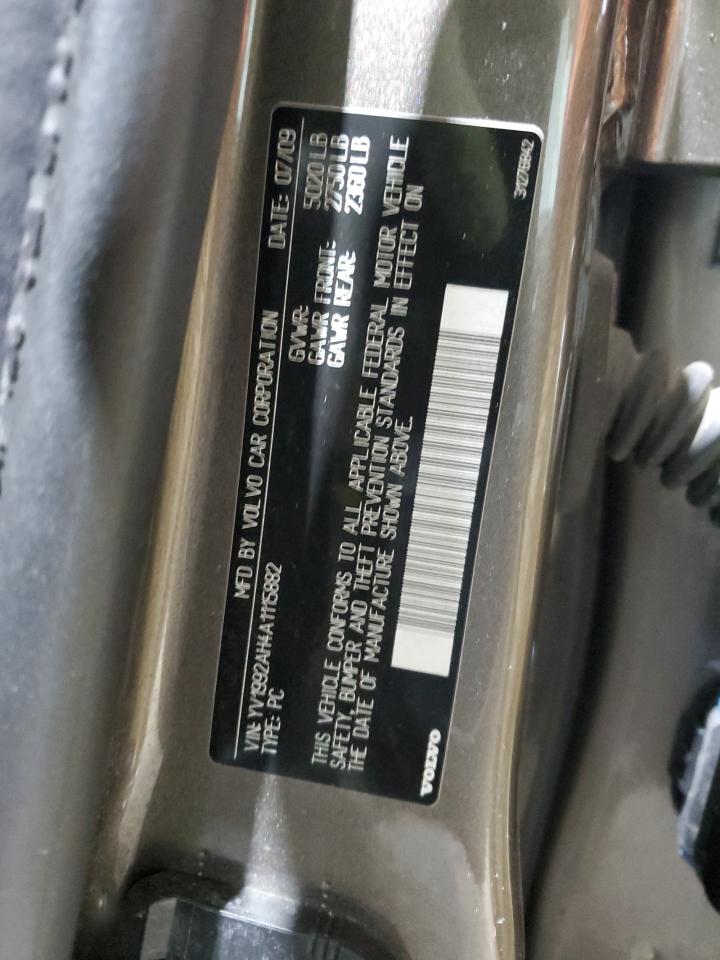 MFD BY VOLVO CAR CORPORATION DATE: 07/09
VIN: YV1992AH4A1115882
TYPE: PC
GVWR: 5020 LB
GAWR FRONT: 2750 LB
GAWR REAR: 2360 LB
THIS VEHICLE CONFORMS TO ALL APPLICABLE FEDERAL MOTOR VEHICLE
SAFETY, BUMPER AND THEFT PREVENTION STANDARDS IN EFFECT ON
THE DATE OF MANUFACTURE SHOWN ABOVE.
VOLVO
31276842